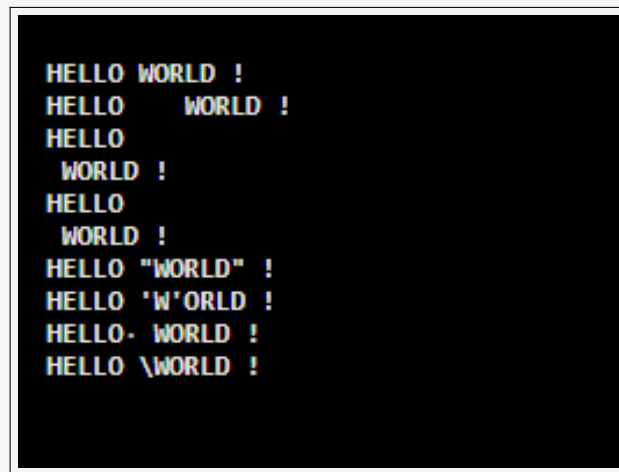 HELLO WORLD !
HELLO    WORLD !
HELLO
 WORLD !
HELLO
 WORLD !
HELLO "WORLD" !
HELLO 'W'ORLD !
HELLO· WORLD !
HELLO \WORLD !